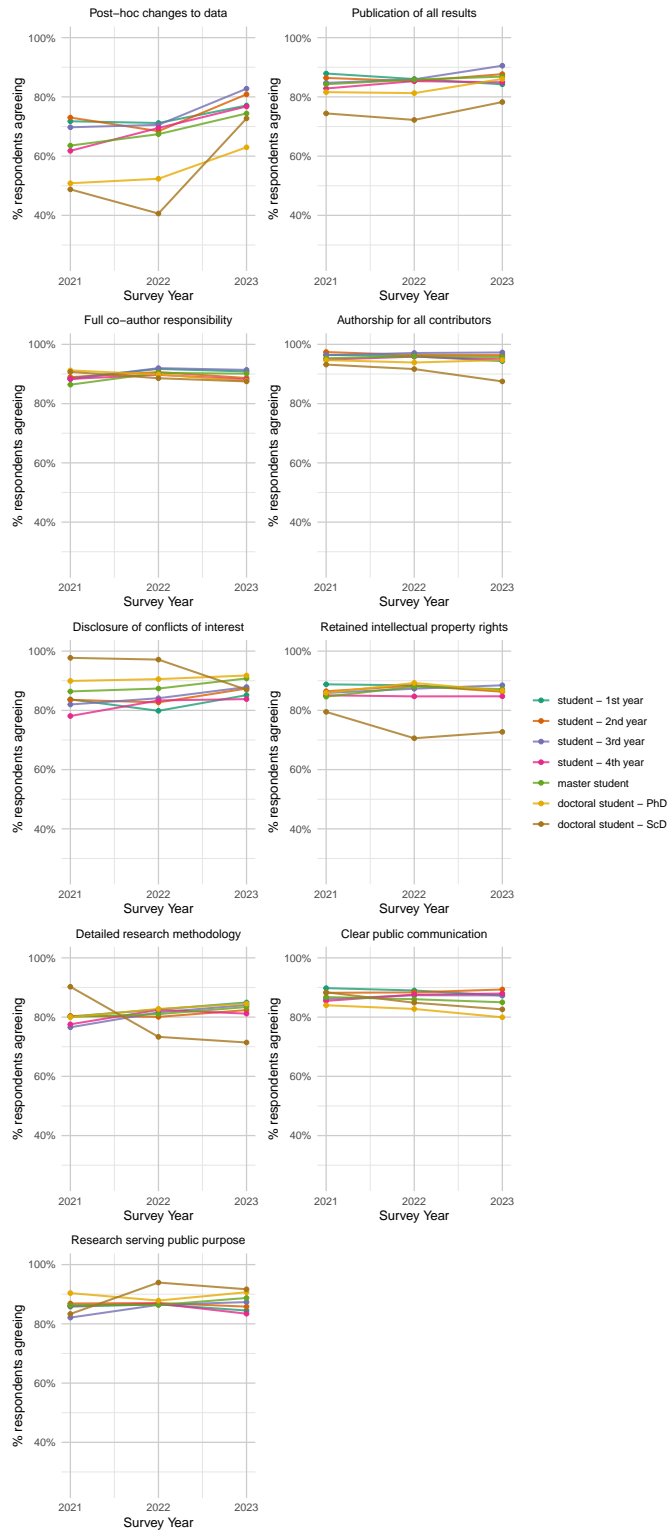 Post−hoc changes to data
% respondents agreeing
100%
80%
60%
40%
2021
2022
2023
Survey Year
Publication of all results
% respondents agreeing
100%
80%
60%
40%
2021
2022
2023
Survey Year
Full co−author responsibility
% respondents agreeing
100%
80%
60%
40%
2021
2022
2023
Survey Year
Authorship for all contributors
% respondents agreeing
100%
80%
60%
40%
2021
2022
2023
Survey Year
Disclosure of conflicts of interest
% respondents agreeing
100%
80%
60%
40%
2021
2022
2023
Survey Year
Retained intellectual property rights
% respondents agreeing
100%
80%
60%
40%
2021
2022
2023
Survey Year
student − 1st year
student − 2nd year
student − 3rd year
student − 4th year
master student
doctoral student − PhD
doctoral student − ScD
Detailed research methodology
% respondents agreeing
100%
80%
60%
40%
2021
2022
2023
Survey Year
Clear public communication
% respondents agreeing
100%
80%
60%
40%
2021
2022
2023
Survey Year
Research serving public purpose
% respondents agreeing
100%
80%
60%
40%
2021
2022
2023
Survey Year